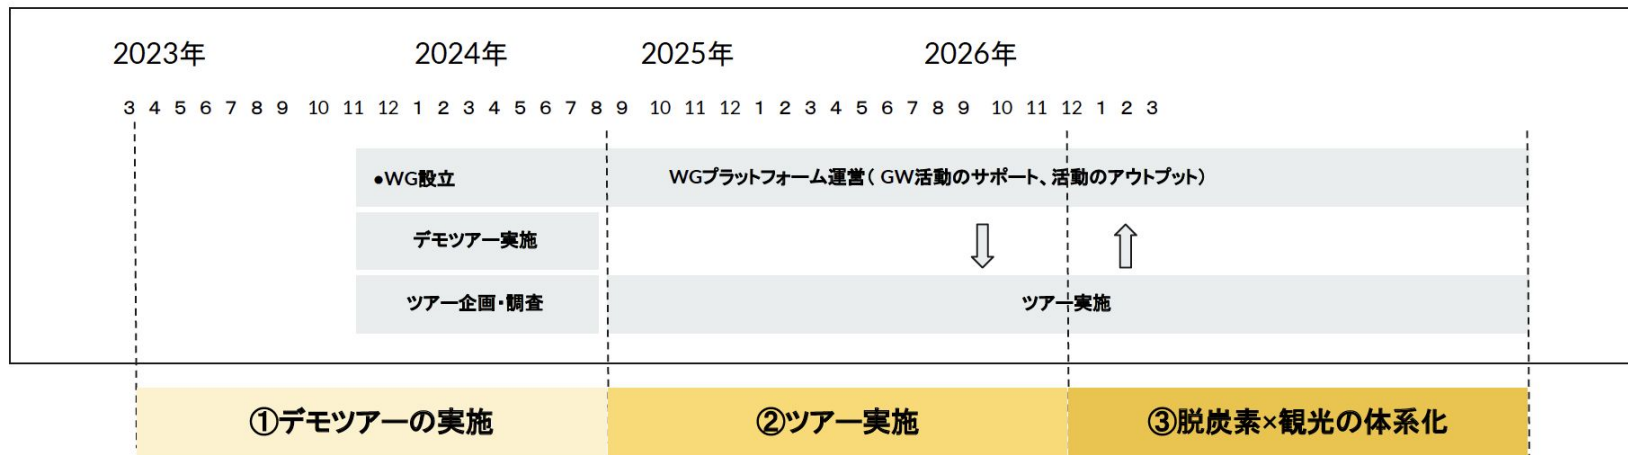 2023年 2024年 2025年 2026年
3 4 5 6 7 8 9 10 11 12 1 2 3 4 5 6 7 8 9 10 11 12 1 2 3 4 5 6 7 8 9 10 11 12 1 2 3
●WG設立 WGプラットフォーム運営( GW活動のサポート、活動のアウトプット)
デモツアー実施
ツアー企画・調査 ツアー実施
①デモツアーの実施 ②ツアー実施 ③脱炭素×観光の体系化